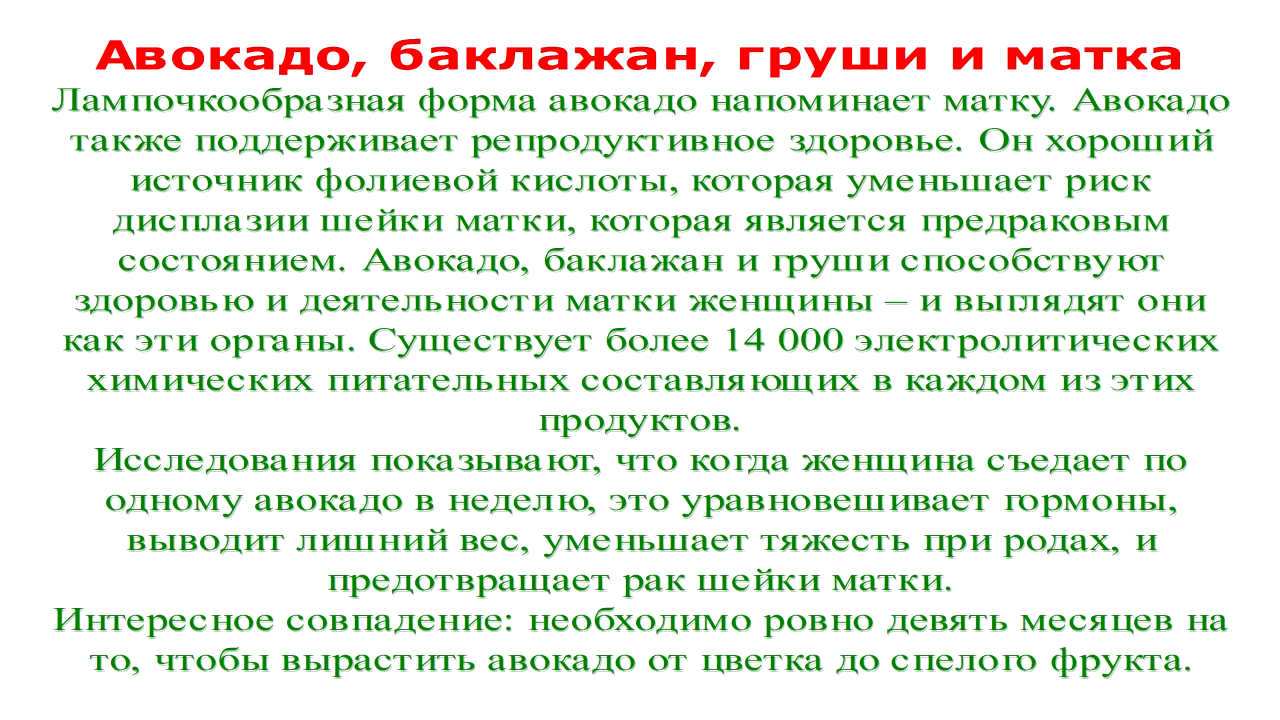 Авокадо, баклажан, груши и матка
Лампочкообразная форма авокадо напоминает матку. Авокадо
также поддерживает репродуктивное здоровье. Он хороший
источник фолиевой кислоты, которая уменьшает риск
дисплазии шейки матки, которая является предраковым
состоянием. Авокадо, баклажан и груши способствуют
здоровью и деятельности матки женщины – и выглядят они
как эти органы. Существует более 14 000 электролитических
химических питательных составляющих в каждом из этих
продуктов.
Исследования показывают, что когда женщина съедает по
одному авокадо в неделю, это уравновешивает гормоны,
выводит лишний вес, уменьшает тяжесть при родах, и
предотвращает рак шейки матки.
Интересное совпадение: необходимо ровно девять месяцев на
то, чтобы вырастить авокадо от цветка до спелого фрукта.